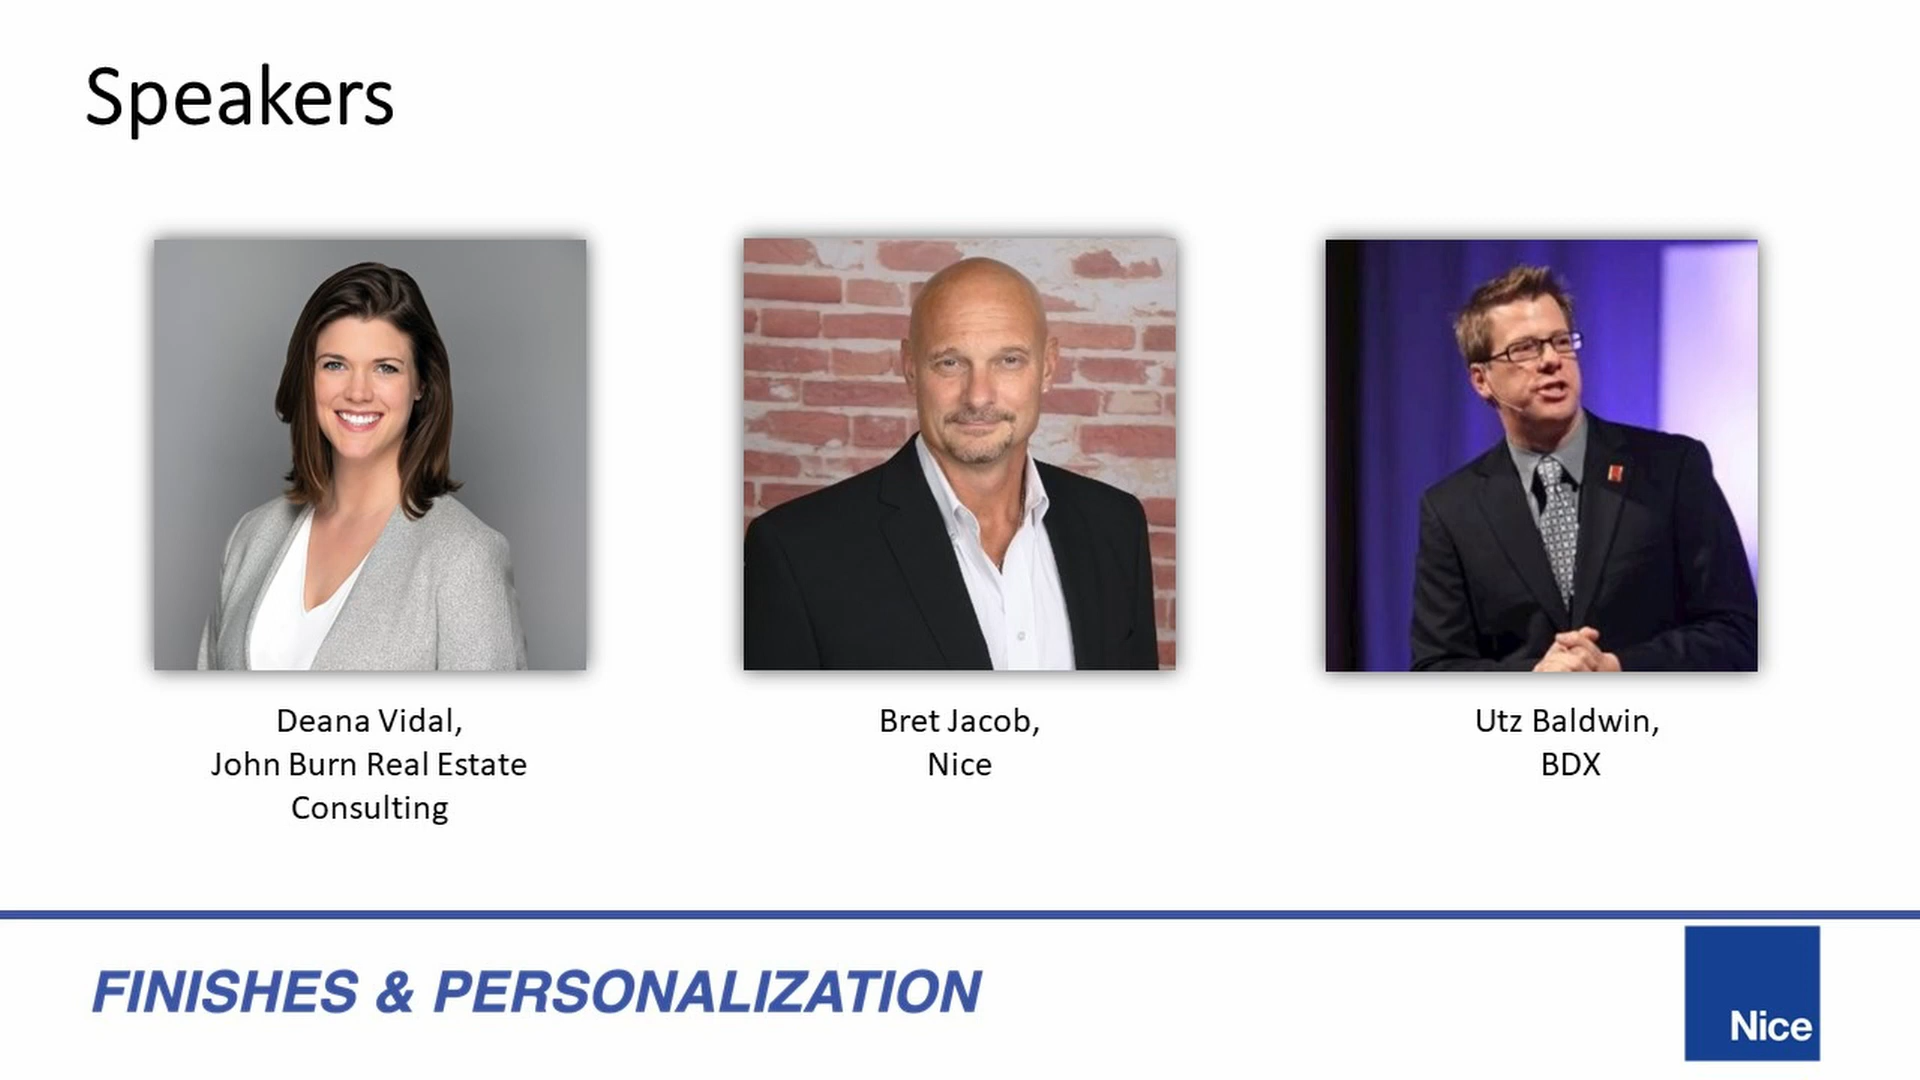 Speakers
Deana Vidal,
John Burn Real Estate
Consulting
Bret Jacob,
Nice
Utz Baldwin,
BDX
FINISHES & PERSONALIZATION
Nice